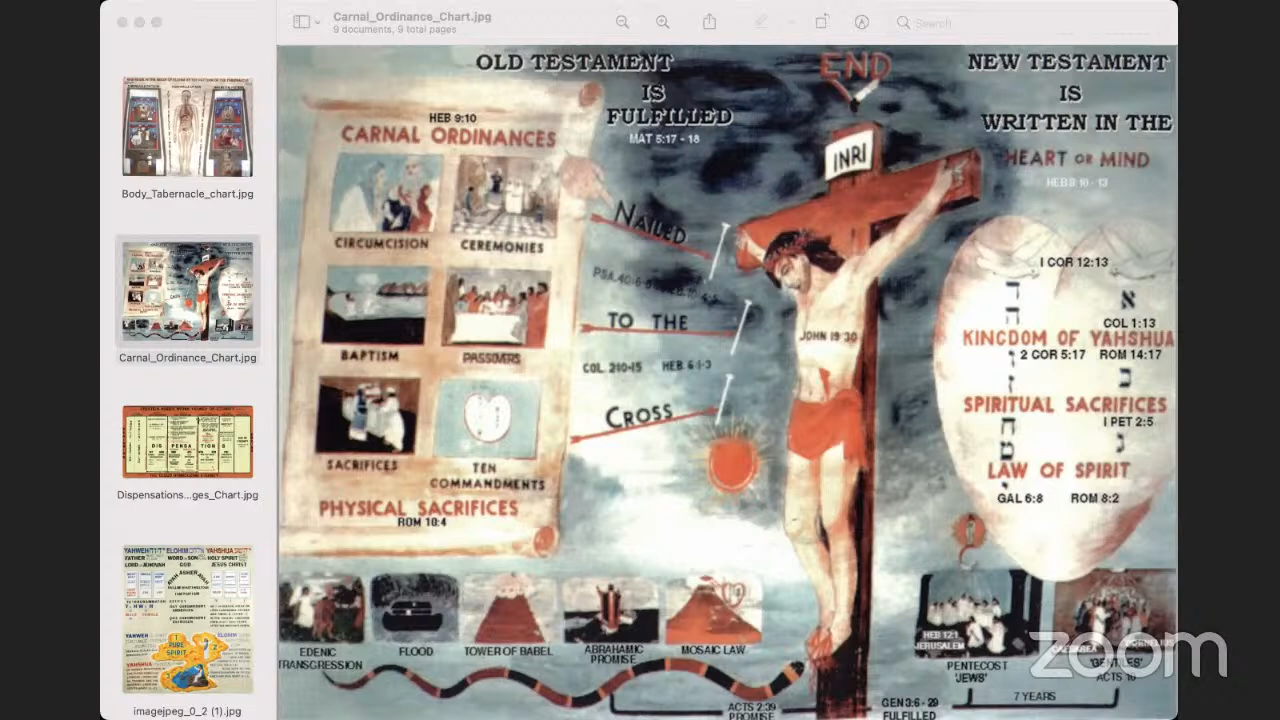 Carnal_Ordinance_Chart.jpg
9 documents, 9 total pages
Search
Body_Tabernacle_chart.jpg
Carnal_Ordinance_Chart.jpg
Dispensations...ges_Chart.jpg
imagejpeg_0_2 (1).jpg
OLD TESTAMENT
IS
FULFILLED
MAT 5:17 - 18
END
NEW TESTAMENT
IS
WRITTEN IN THE
HEART OR MIND
HEB 8 10 - 13
INRI
HEB 9:10
CARNAL ORDINANCES
CIRCUMCISION
CEREMONIES
BAPTISM
PASSOVERS
SACRIFICES
TEN
COMMANDMENTS
PHYSICAL SACRIFICES
ROM 10:4
NAILED
TO THE
COL. 2:10-15 HEB. 6:1-3
CROSS
JOHN 19:30
I COR 12:13
COL 1:13
KINGDOM OF YAHSHUA
2 COR 5:17 ROM 14:17
SPIRITUAL SACRIFICES
I PET 2:5
LAW OF SPIRIT
GAL 6:8 ROM 8:2
EDENIC
TRANSGRESSION
FLOOD
TOWER OF BABEL
ABRAHAMIC
PROMISE
MOSAIC LAW
ACTS 2:39
PROMISE
GEN 3:6 - 29
FULFILLED
HEB 12:1
JERUSALEM
PENTECOST
'JEWS'
CAESAREA
CORNELIUS
'GENTILES'
ACTS 10
7 YEARS
zoom